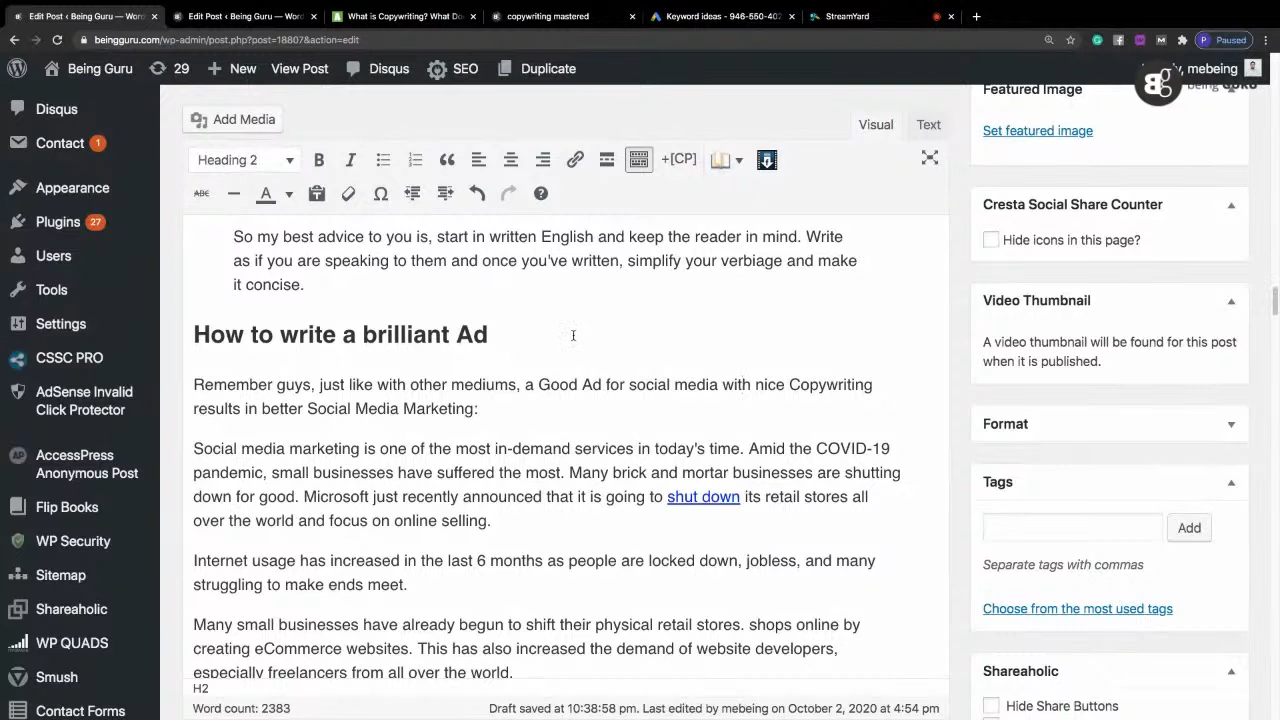 Edit Post ‹ Being Guru — Word
Edit Post ‹ Being Guru — Word
What is Copywriting? What Do
copywriting mastered
Keyword ideas - 946-550-402
StreamYard
beingguru.com/wp-admin/post.php?post=18807&action=edit
P Paused
Being Guru
29
New
View Post
Disqus
SEO
Duplicate
y, mebeing
being GURU
Disqus
Contact 1
Appearance
Plugins 27
Users
Tools
Settings
CSSC PRO
AdSense Invalid
Click Protector
AccessPress
Anonymous Post
Flip Books
WP Security
Sitemap
Shareaholic
WP QUADS
Smush
Contact Forms
Add Media
Visual
Text
Heading 2
B I
+[CP]
ABC
A
So my best advice to you is, start in written English and keep the reader in mind. Write
as if you are speaking to them and once you've written, simplify your verbiage and make
it concise.
How to write a brilliant Ad
Remember guys, just like with other mediums, a Good Ad for social media with nice Copywriting
results in better Social Media Marketing:
Social media marketing is one of the most in-demand services in today's time. Amid the COVID-19
pandemic, small businesses have suffered the most. Many brick and mortar businesses are shutting
down for good. Microsoft just recently announced that it is going to shut down its retail stores all
over the world and focus on online selling.
Internet usage has increased in the last 6 months as people are locked down, jobless, and many
struggling to make ends meet.
Many small businesses have already begun to shift their physical retail stores. shops online by
creating eCommerce websites. This has also increased the demand of website developers,
especially freelancers from all over the world.
H2
Word count: 2383
Draft saved at 10:38:58 pm. Last edited by mebeing on October 2, 2020 at 4:54 pm
Featured Image
Set featured image
Cresta Social Share Counter
Hide icons in this page?
Video Thumbnail
A video thumbnail will be found for this post
when it is published.
Format
Tags
Add
Separate tags with commas
Choose from the most used tags
Shareaholic
Hide Share Buttons